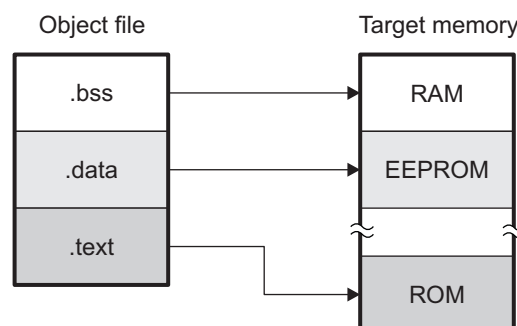 Object file
Target memory
.bss
RAM
.data
EEPROM
.text
ROM